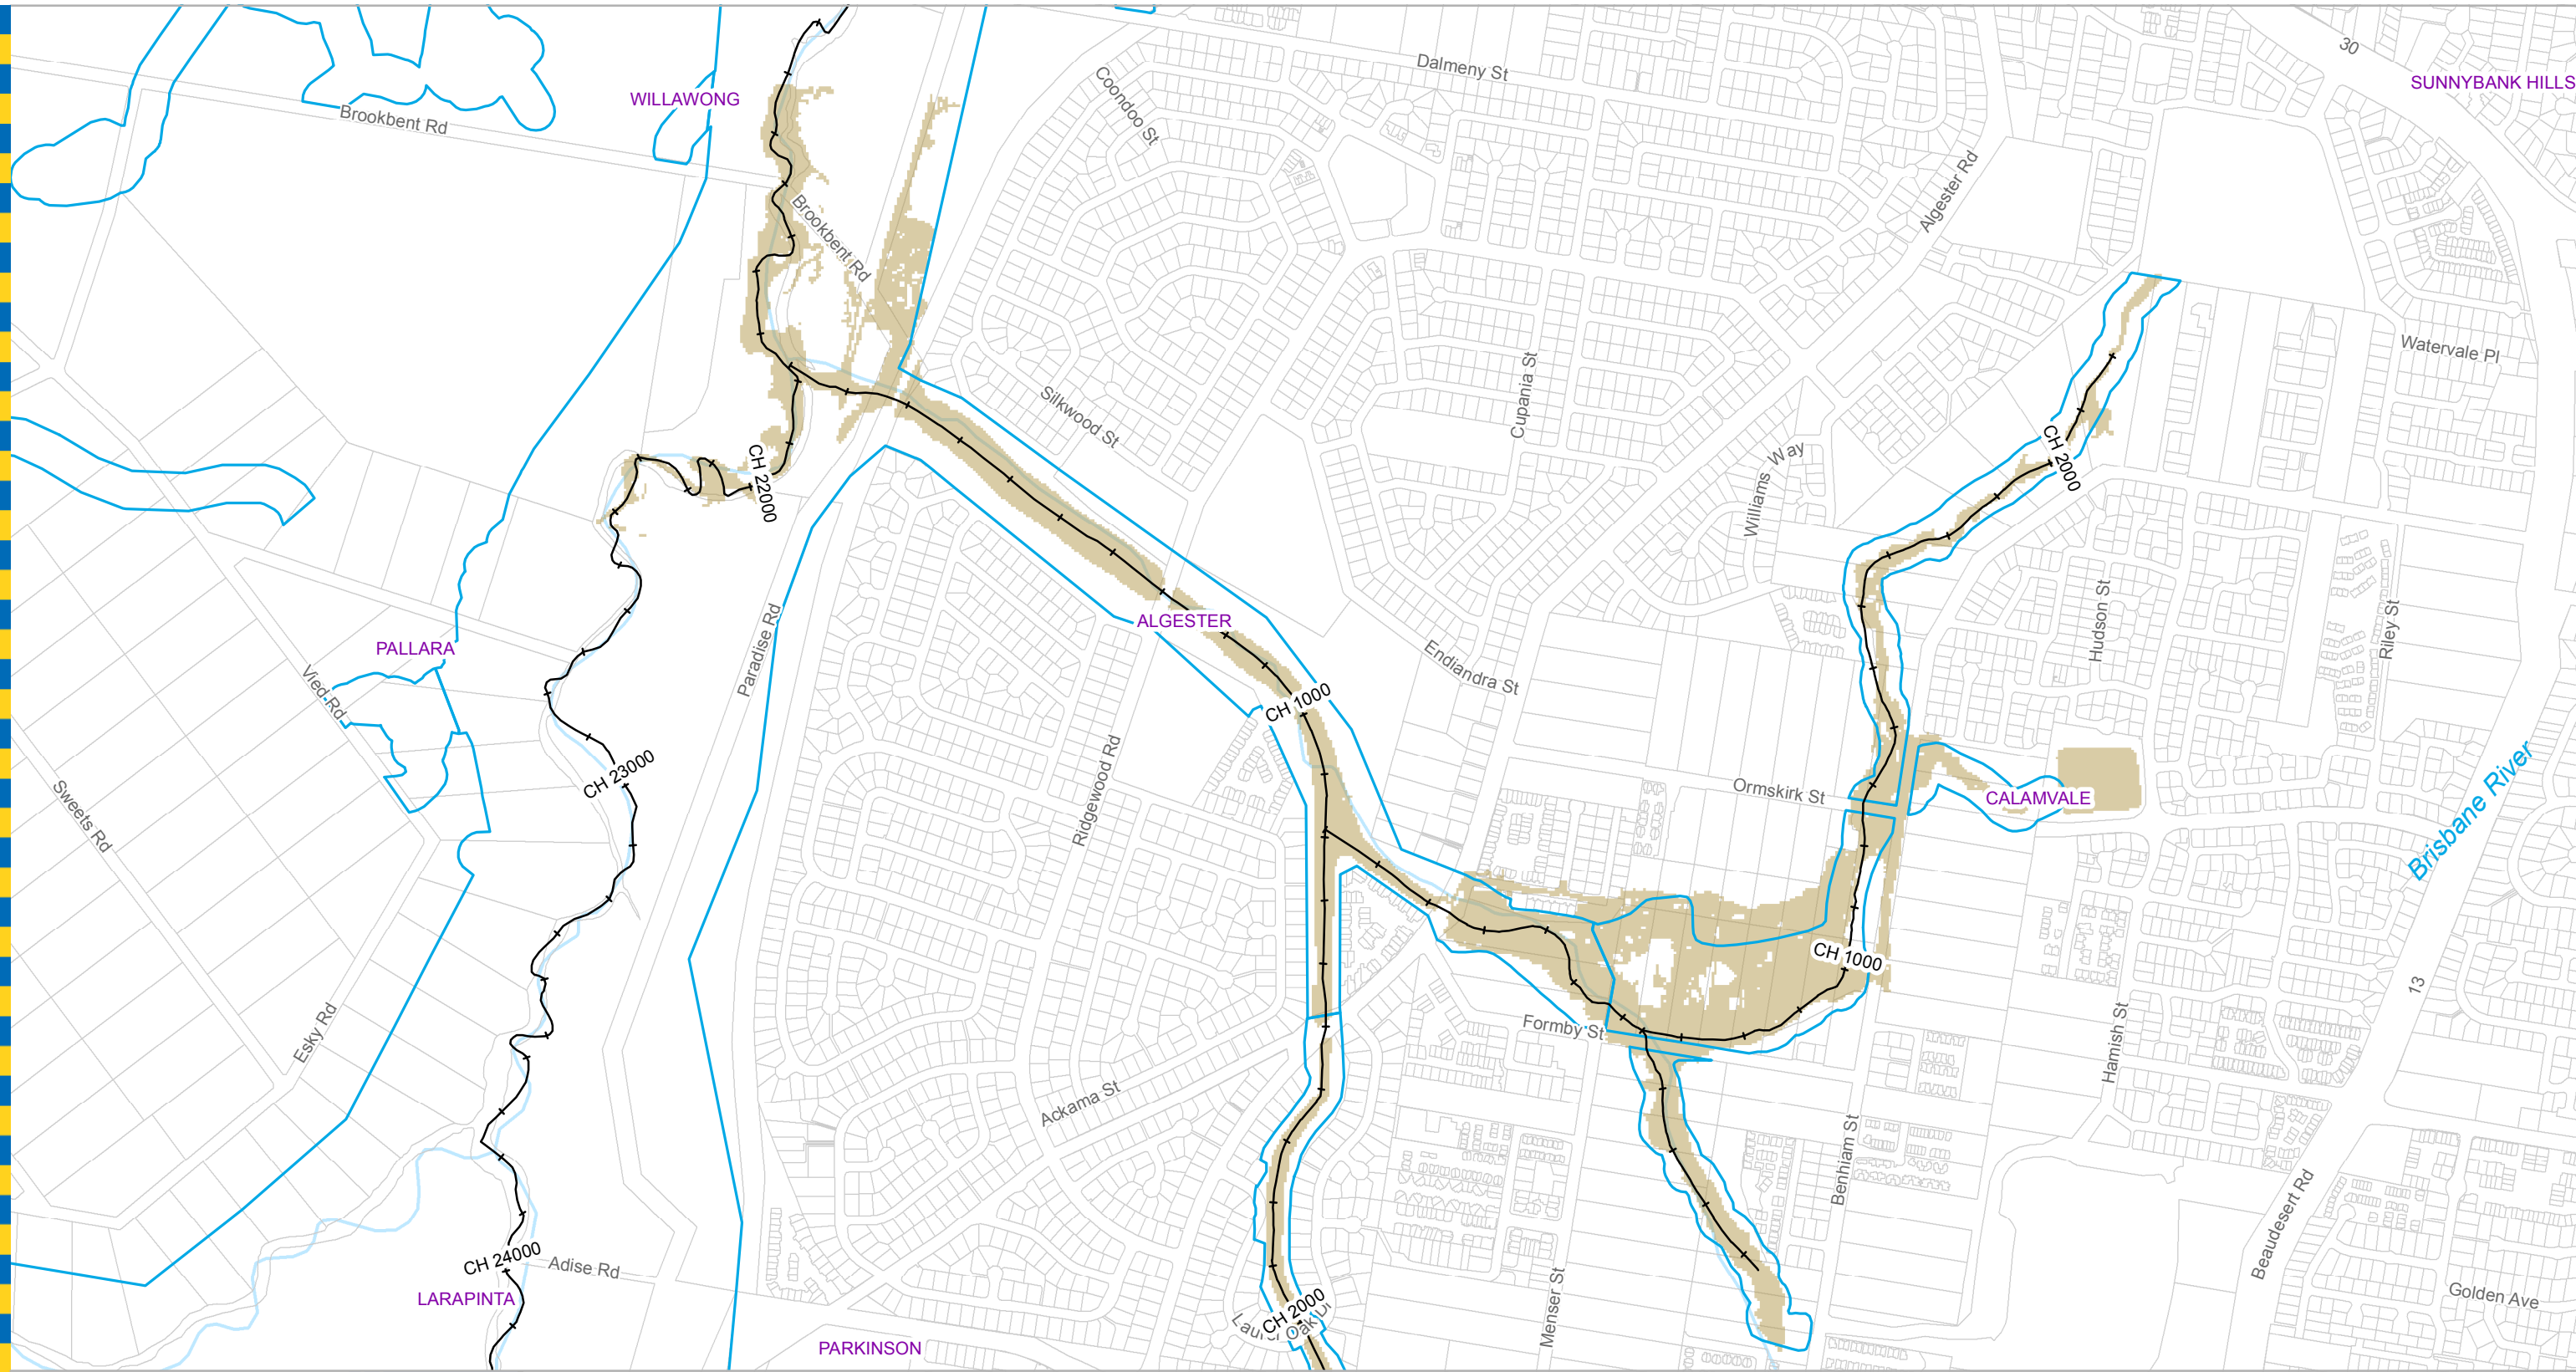 30
SUNNYBANK HILLS
Dalmeny St
WILLAWONG
Coondoo St
Brookbent Rd
Algester Rd
Brookbent Rd
Watervale Pl
Cupania St
Silkwood St
Williams Way
CH 2000
CH 22000
Hudson St
Riley St
ALGESTER
PALLARA
Paradise Rd
Endiandra St
Vied Rd
CH 1000
CH 23000
Ridgewood Rd
Ormskirk St
CALAMVALE
Brisbane River
Sweets Rd
CH 1000
13
Esky Rd
Formby St
Hamish St
Ackama St
Benhiam St
Beaudesert Rd
CH 24000
Adise Rd
LARAPINTA
Golden Ave
CH 2000
Menser St
Laurel Oak Dr
PARKINSON